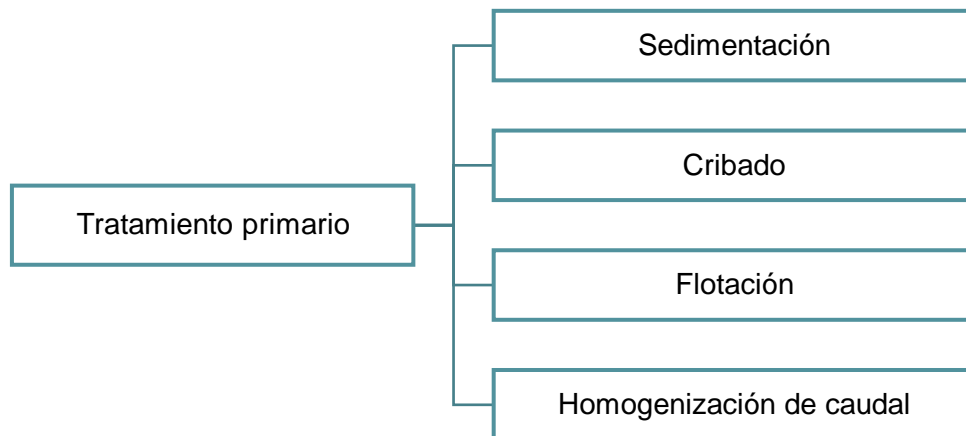 Sedimentación
Cribado
Tratamiento primario
Flotación
Homogenización de caudal